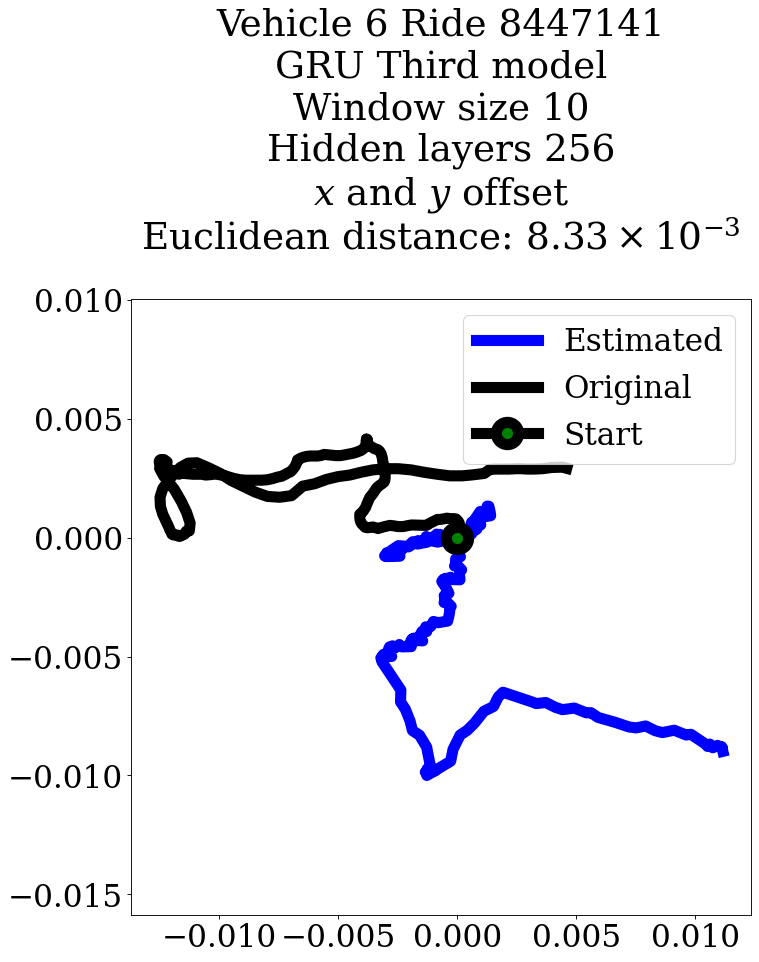 Vehicle 6 Ride 8447141
GRU Third model
Window size 10
Hidden layers 256
x and y offset
Euclidean distance: 8.33 × 10⁻³
0.010
Estimated
Original
Start
0.005
0.000
−0.005
−0.010
−0.015
−0.010 −0.005 0.000 0.005 0.010